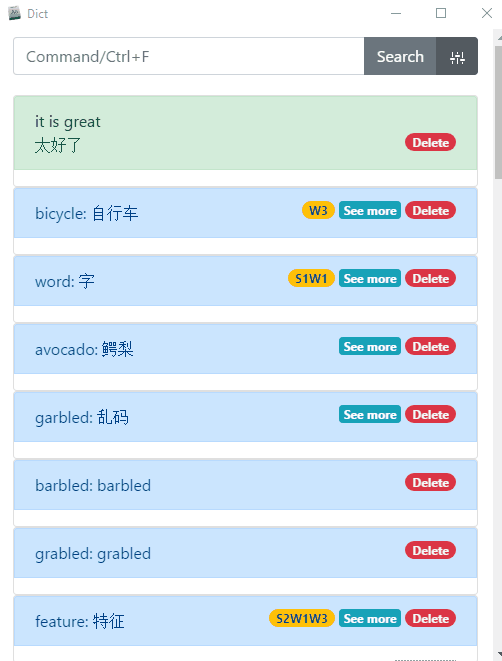 Dict
Command/Ctrl+F Search
it is great
太好了 Delete
bicycle: 自行车 W3 See more Delete
word: 字 S1W1 See more Delete
avocado: 鳄梨 See more Delete
garbled: 乱码 See more Delete
barbled: barbled Delete
grabled: grabled Delete
feature: 特征 S2W1W3 See more Delete